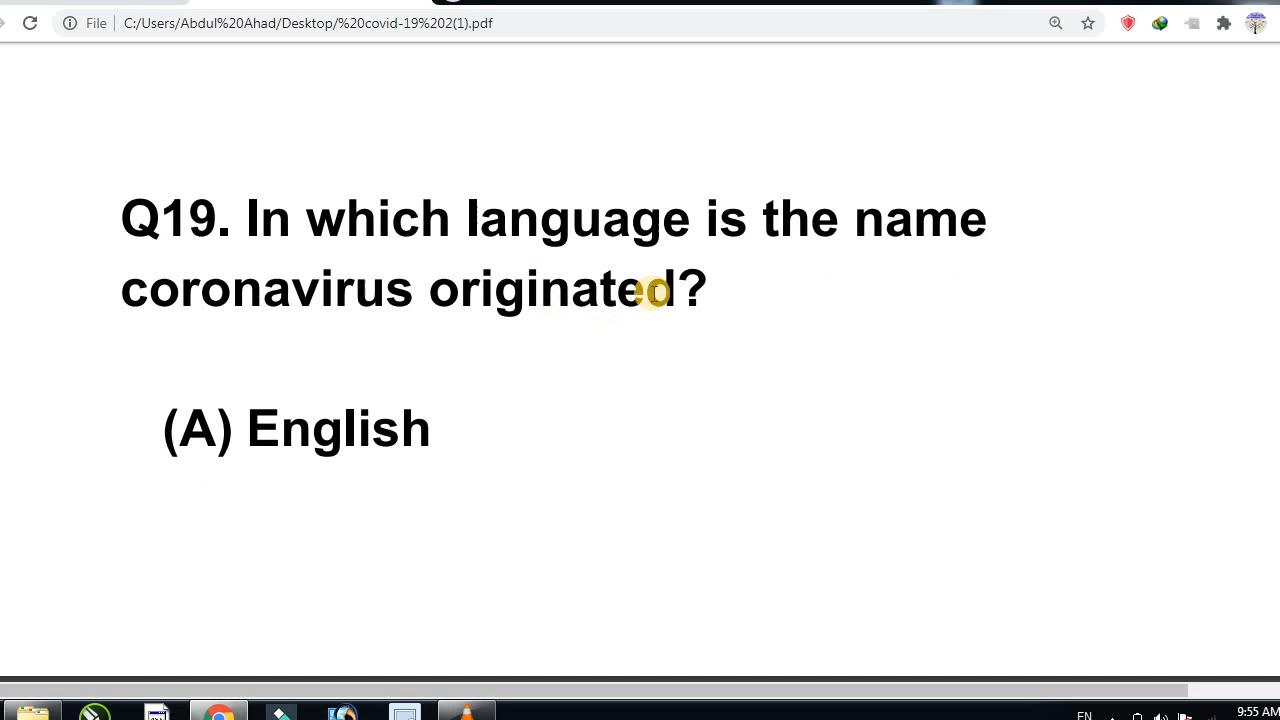 File
C:/Users/Abdul%20Ahad/Desktop/%20covid-19%202(1).pdf
Q19. In which language is the name
coronavirus originated?
(A) English
EN
9:55 AM